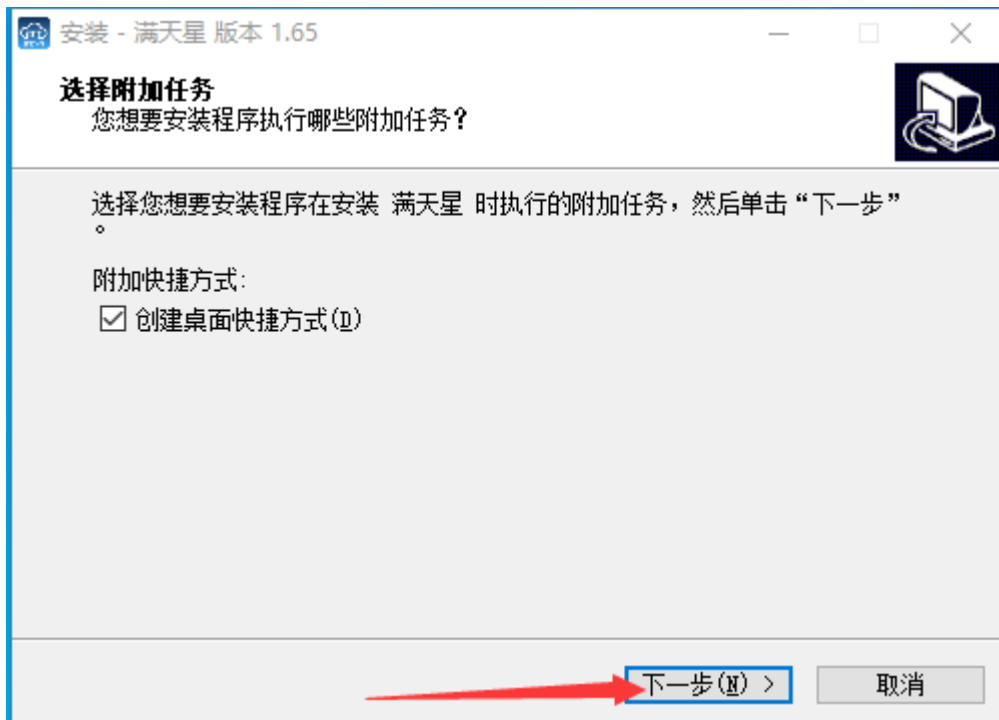 安装 - 满天星 版本 1.65
选择附加任务
您想要安装程序执行哪些附加任务？
选择您想要安装程序在安装 满天星 时执行的附加任务，然后单击“下一步”
。
附加快捷方式:
创建桌面快捷方式(D)
下一步(N) >
取消